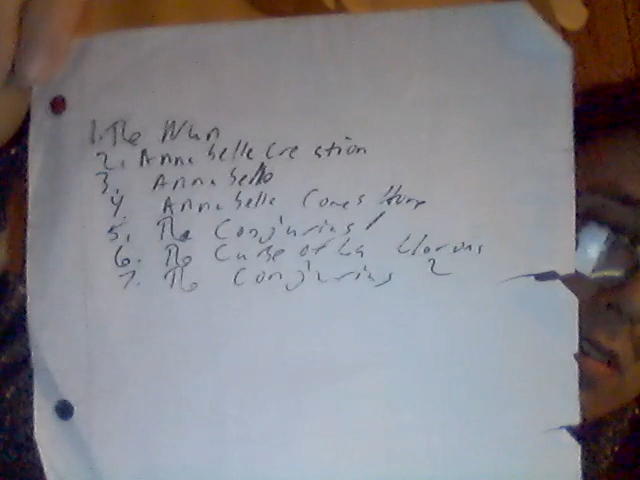 1. The Nun
2. Annabelle Creation
3. Annabelle
4. Annabelle Comes Home
5. The Conjuring 1
6. The Curse of La Llorona
7. The Conjuring 2